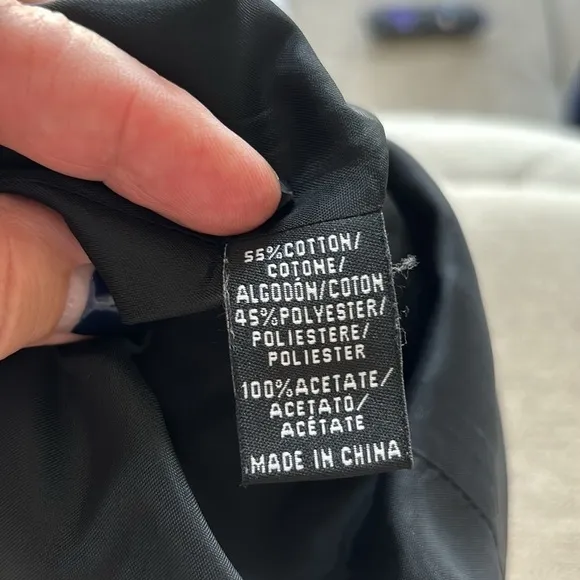 55%COTTON/
COTONE/
ALGODÓN/COTON
45%POLYESTER/
POLIESTERE/
POLIESTER
100%ACETATE/
ACETATO/
ACÉTATE
MADE IN CHINA